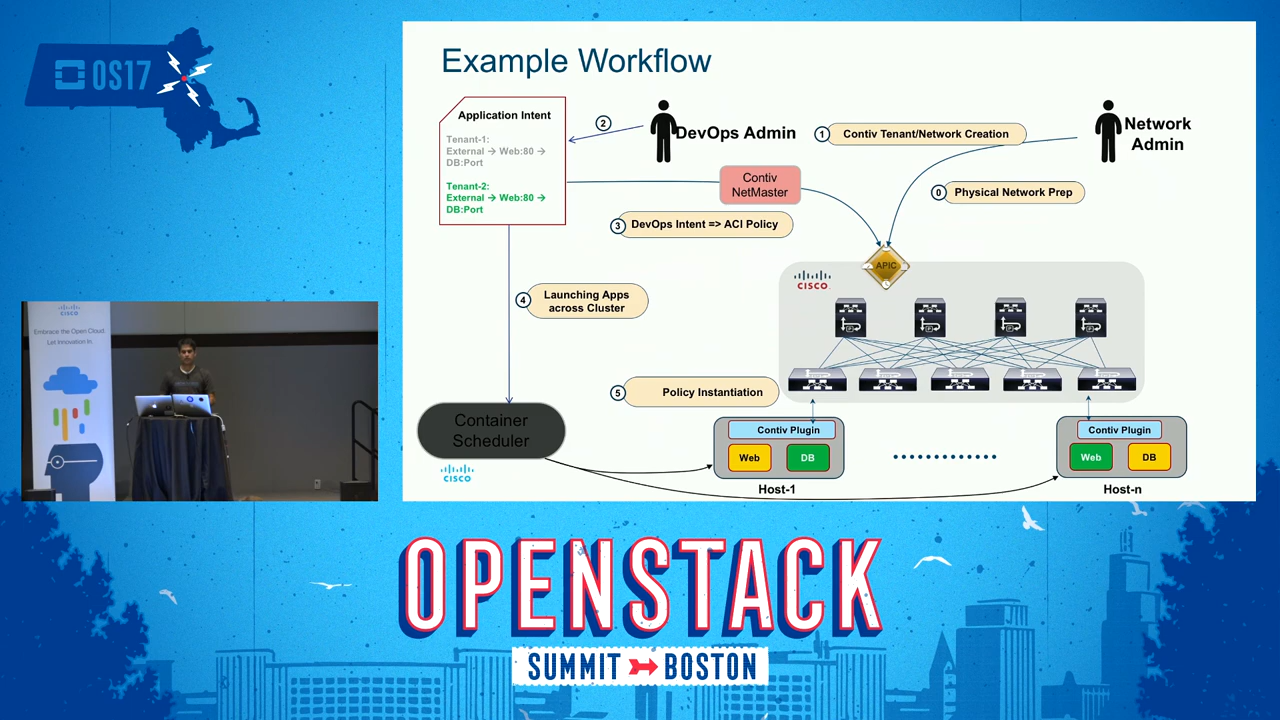 OS17
Example Workflow
Application Intent
Tenant-1:
External → Web:80 →
DB:Port
Tenant-2:
External → Web:80 →
DB:Port
2
DevOps Admin
1
Contiv Tenant/Network Creation
Network
Admin
Contiv
NetMaster
0
Physical Network Prep
3
DevOps Intent => ACI Policy
APIC
CISCO
4
Launching Apps
across Cluster
5
Policy Instantiation
Container
Scheduler
CISCO
Contiv Plugin
Web
DB
Host-1
Contiv Plugin
Web
DB
Host-n
CISCO
Embrace the Open Cloud.
Let Innovation In.
OPENSTACK
SUMMIT BOSTON